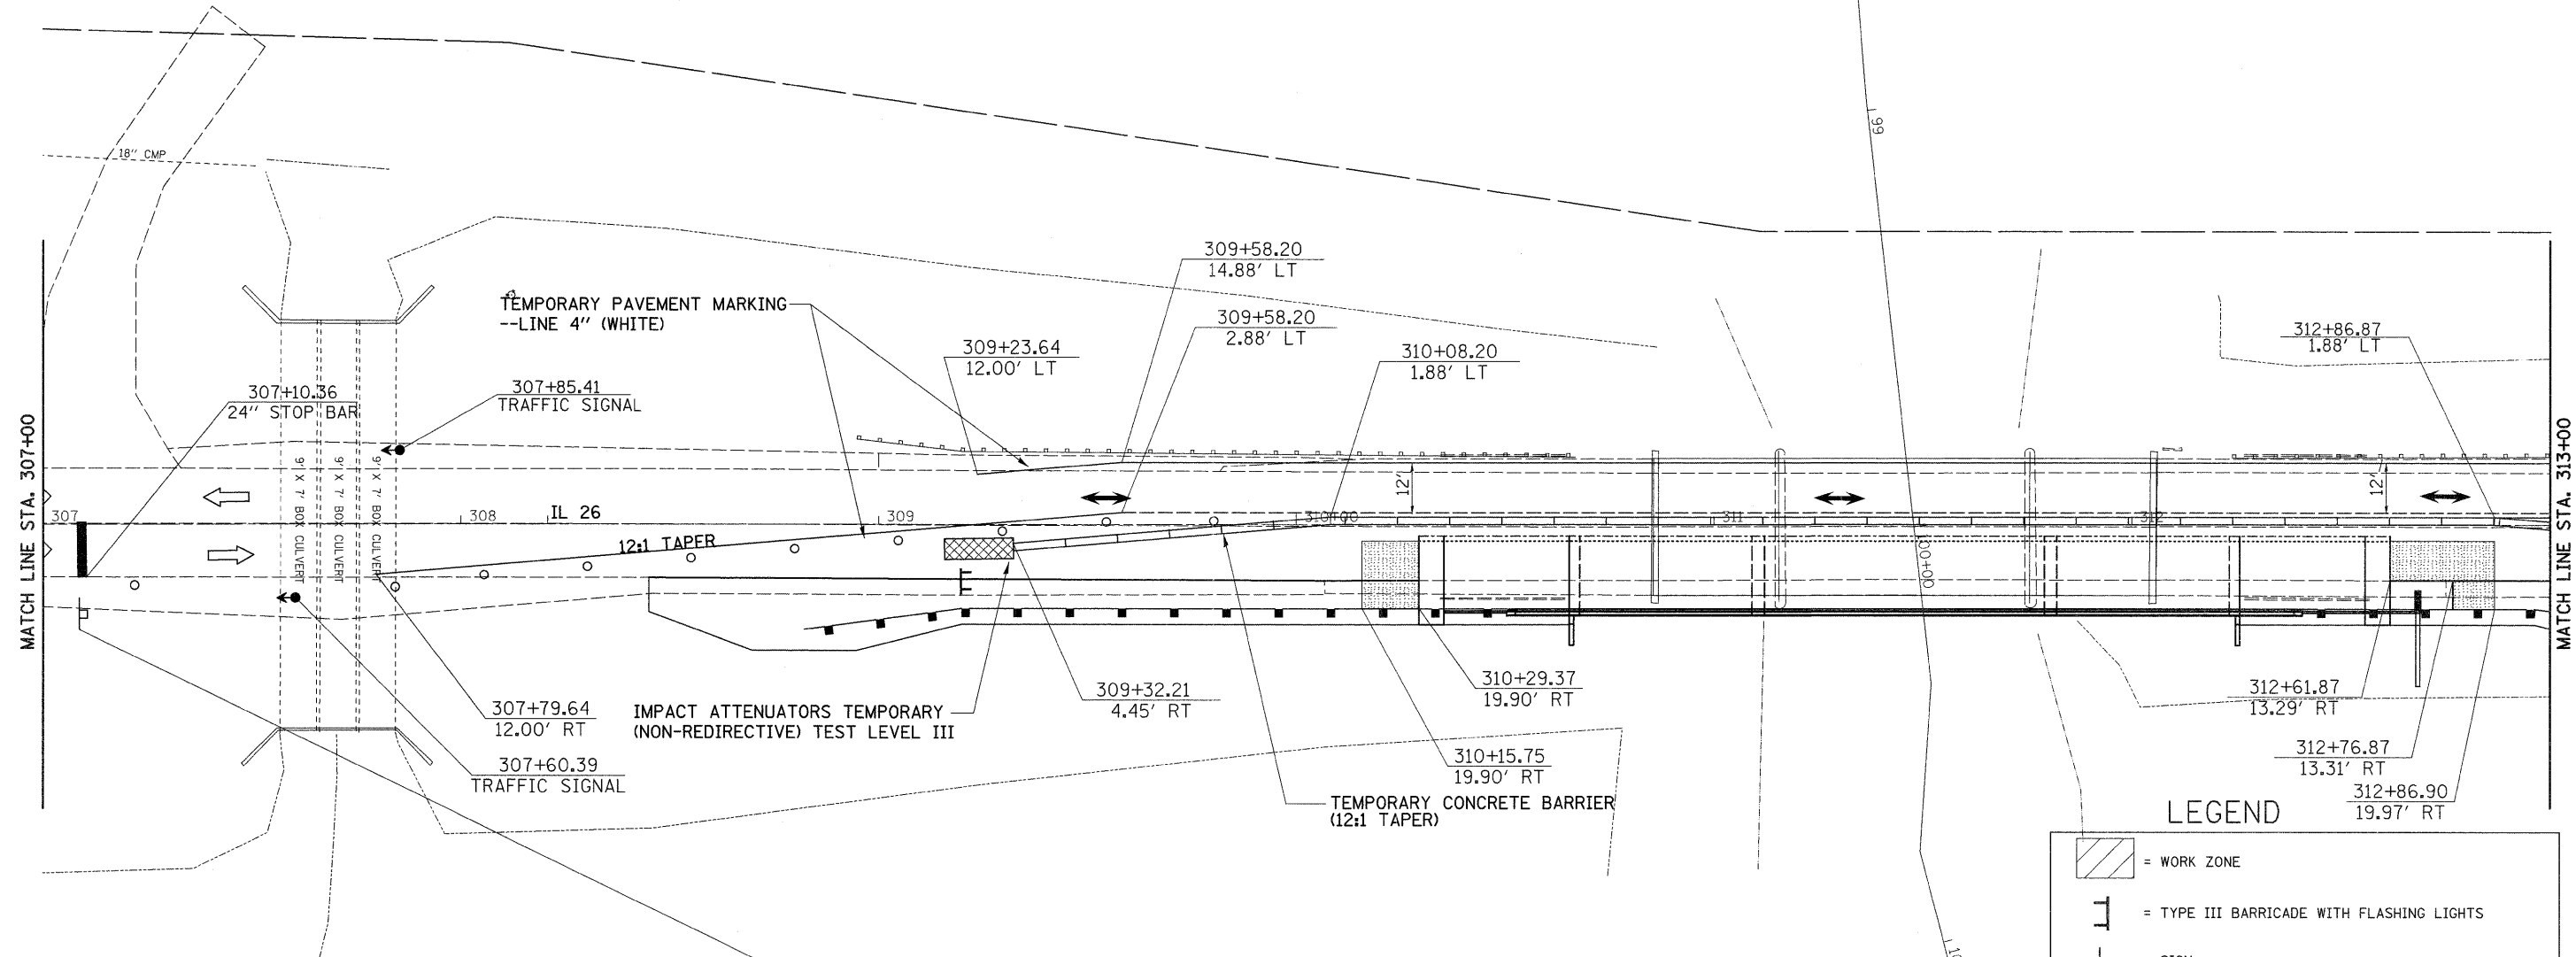 18" CMP
309+58.20
14.88' LT
TEMPORARY PAVEMENT MARKING
--LINE 4" (WHITE)
309+58.20
2.88' LT
309+23.64
12.00' LT
310+08.20
1.88' LT
312+86.87
1.88' LT
307+10.36
24" STOP BAR
307+85.41
TRAFFIC SIGNAL
99
MATCH LINE STA. 307+00
9' X 7' BOX CULVERT
9' X 7' BOX CULVERT
9' X 7' BOX CULVERT
307
308
IL 26
309
12:1 TAPER
12'
310+00
311
100+00
312
12'
MATCH LINE STA. 313+00
307+79.64
12.00' RT
307+60.39
TRAFFIC SIGNAL
IMPACT ATTENUATORS TEMPORARY
(NON-REDIRECTIVE) TEST LEVEL III
309+32.21
4.45' RT
310+29.37
19.90' RT
310+15.75
19.90' RT
TEMPORARY CONCRETE BARRIER
(12:1 TAPER)
312+61.87
13.29' RT
312+76.87
13.31' RT
312+86.90
19.97' RT
LEGEND
= WORK ZONE
= TYPE III BARRICADE WITH FLASHING LIGHTS